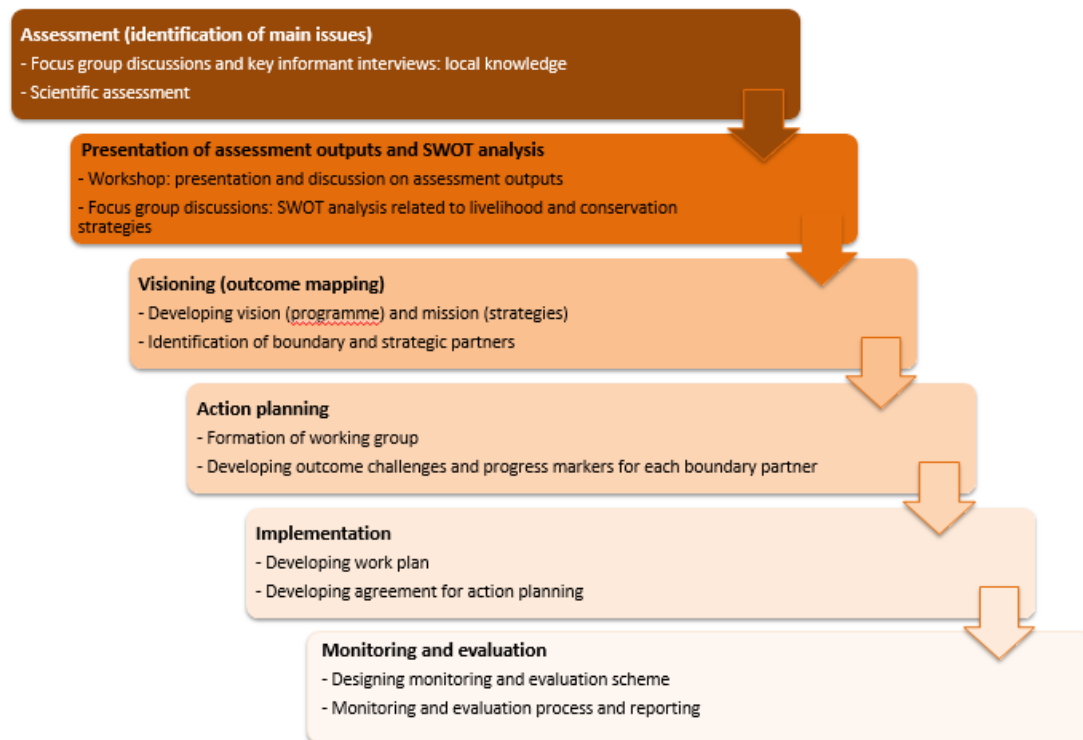 Assessment (identification of main issues)
- Focus group discussions and key informant interviews: local knowledge
- Scientific assessment
Presentation of assessment outputs and SWOT analysis
- Workshop: presentation and discussion on assessment outputs
- Focus group discussions: SWOT analysis related to livelihood and conservation
strategies
Visioning (outcome mapping)
- Developing vision (programme) and mission (strategies)
- Identification of boundary and strategic partners
Action planning
- Formation of working group
- Developing outcome challenges and progress markers for each boundary partner
Implementation
- Developing work plan
- Developing agreement for action planning
Monitoring and evaluation
- Designing monitoring and evaluation scheme
- Monitoring and evaluation process and reporting